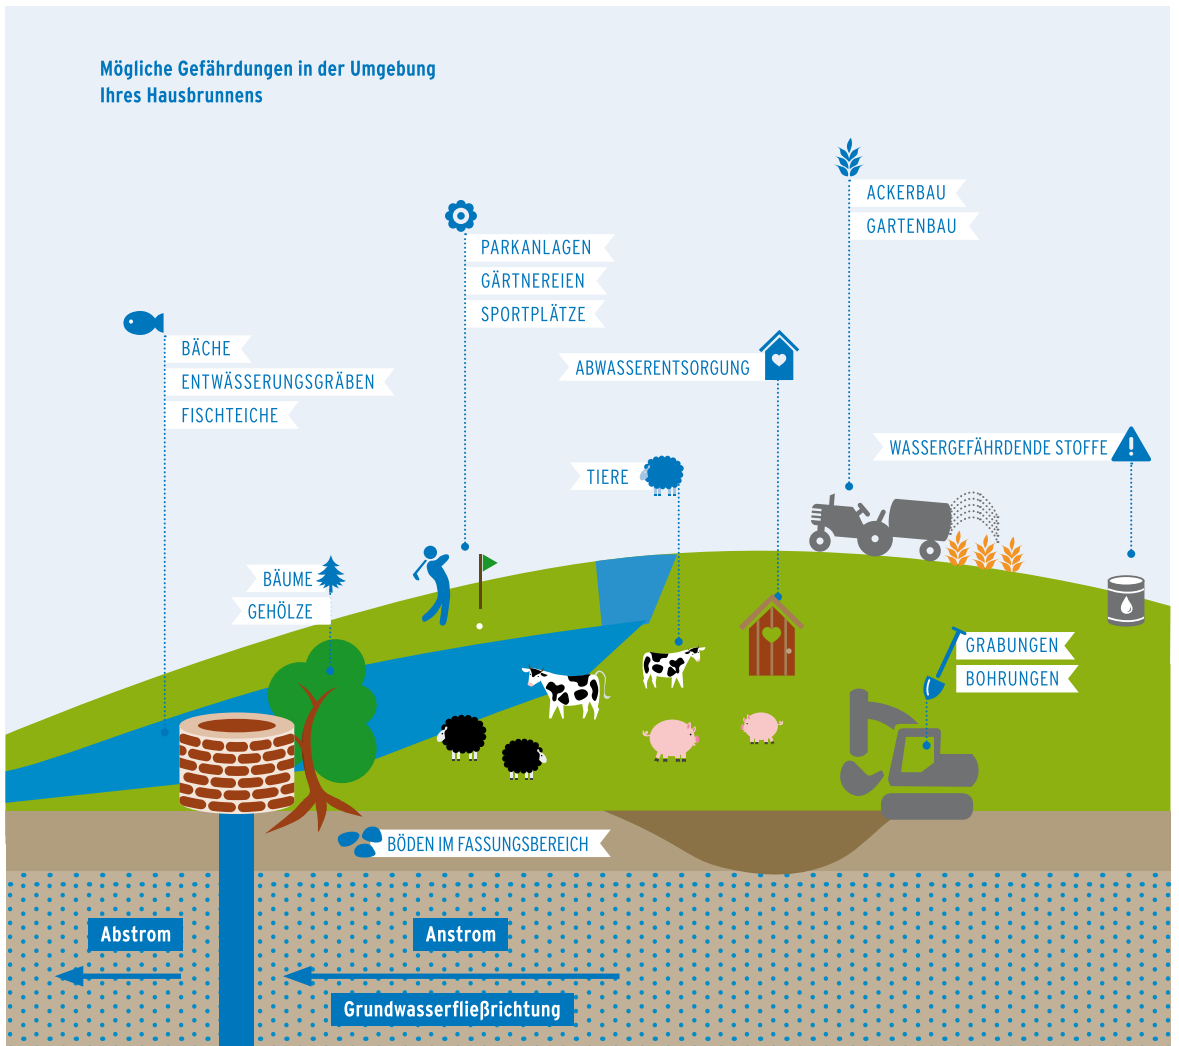 Mögliche Gefährdungen in der Umgebung
Ihres Hausbrunnens
ACKERBAU
GARTENBAU
PARKANLAGEN
GÄRTNEREIEN
SPORTPLÄTZE
BÄCHE
ENTWÄSSERUNGSGRÄBEN
FISCHTEICHE
ABWASSERENTSORGUNG
WASSERGEFÄHRDENDE STOFFE
TIERE
BÄUME
GEHÖLZE
GRABUNGEN
BOHRUNGEN
BÖDEN IM FASSUNGSBEREICH
Abstrom
Anstrom
Grundwasserfließrichtung